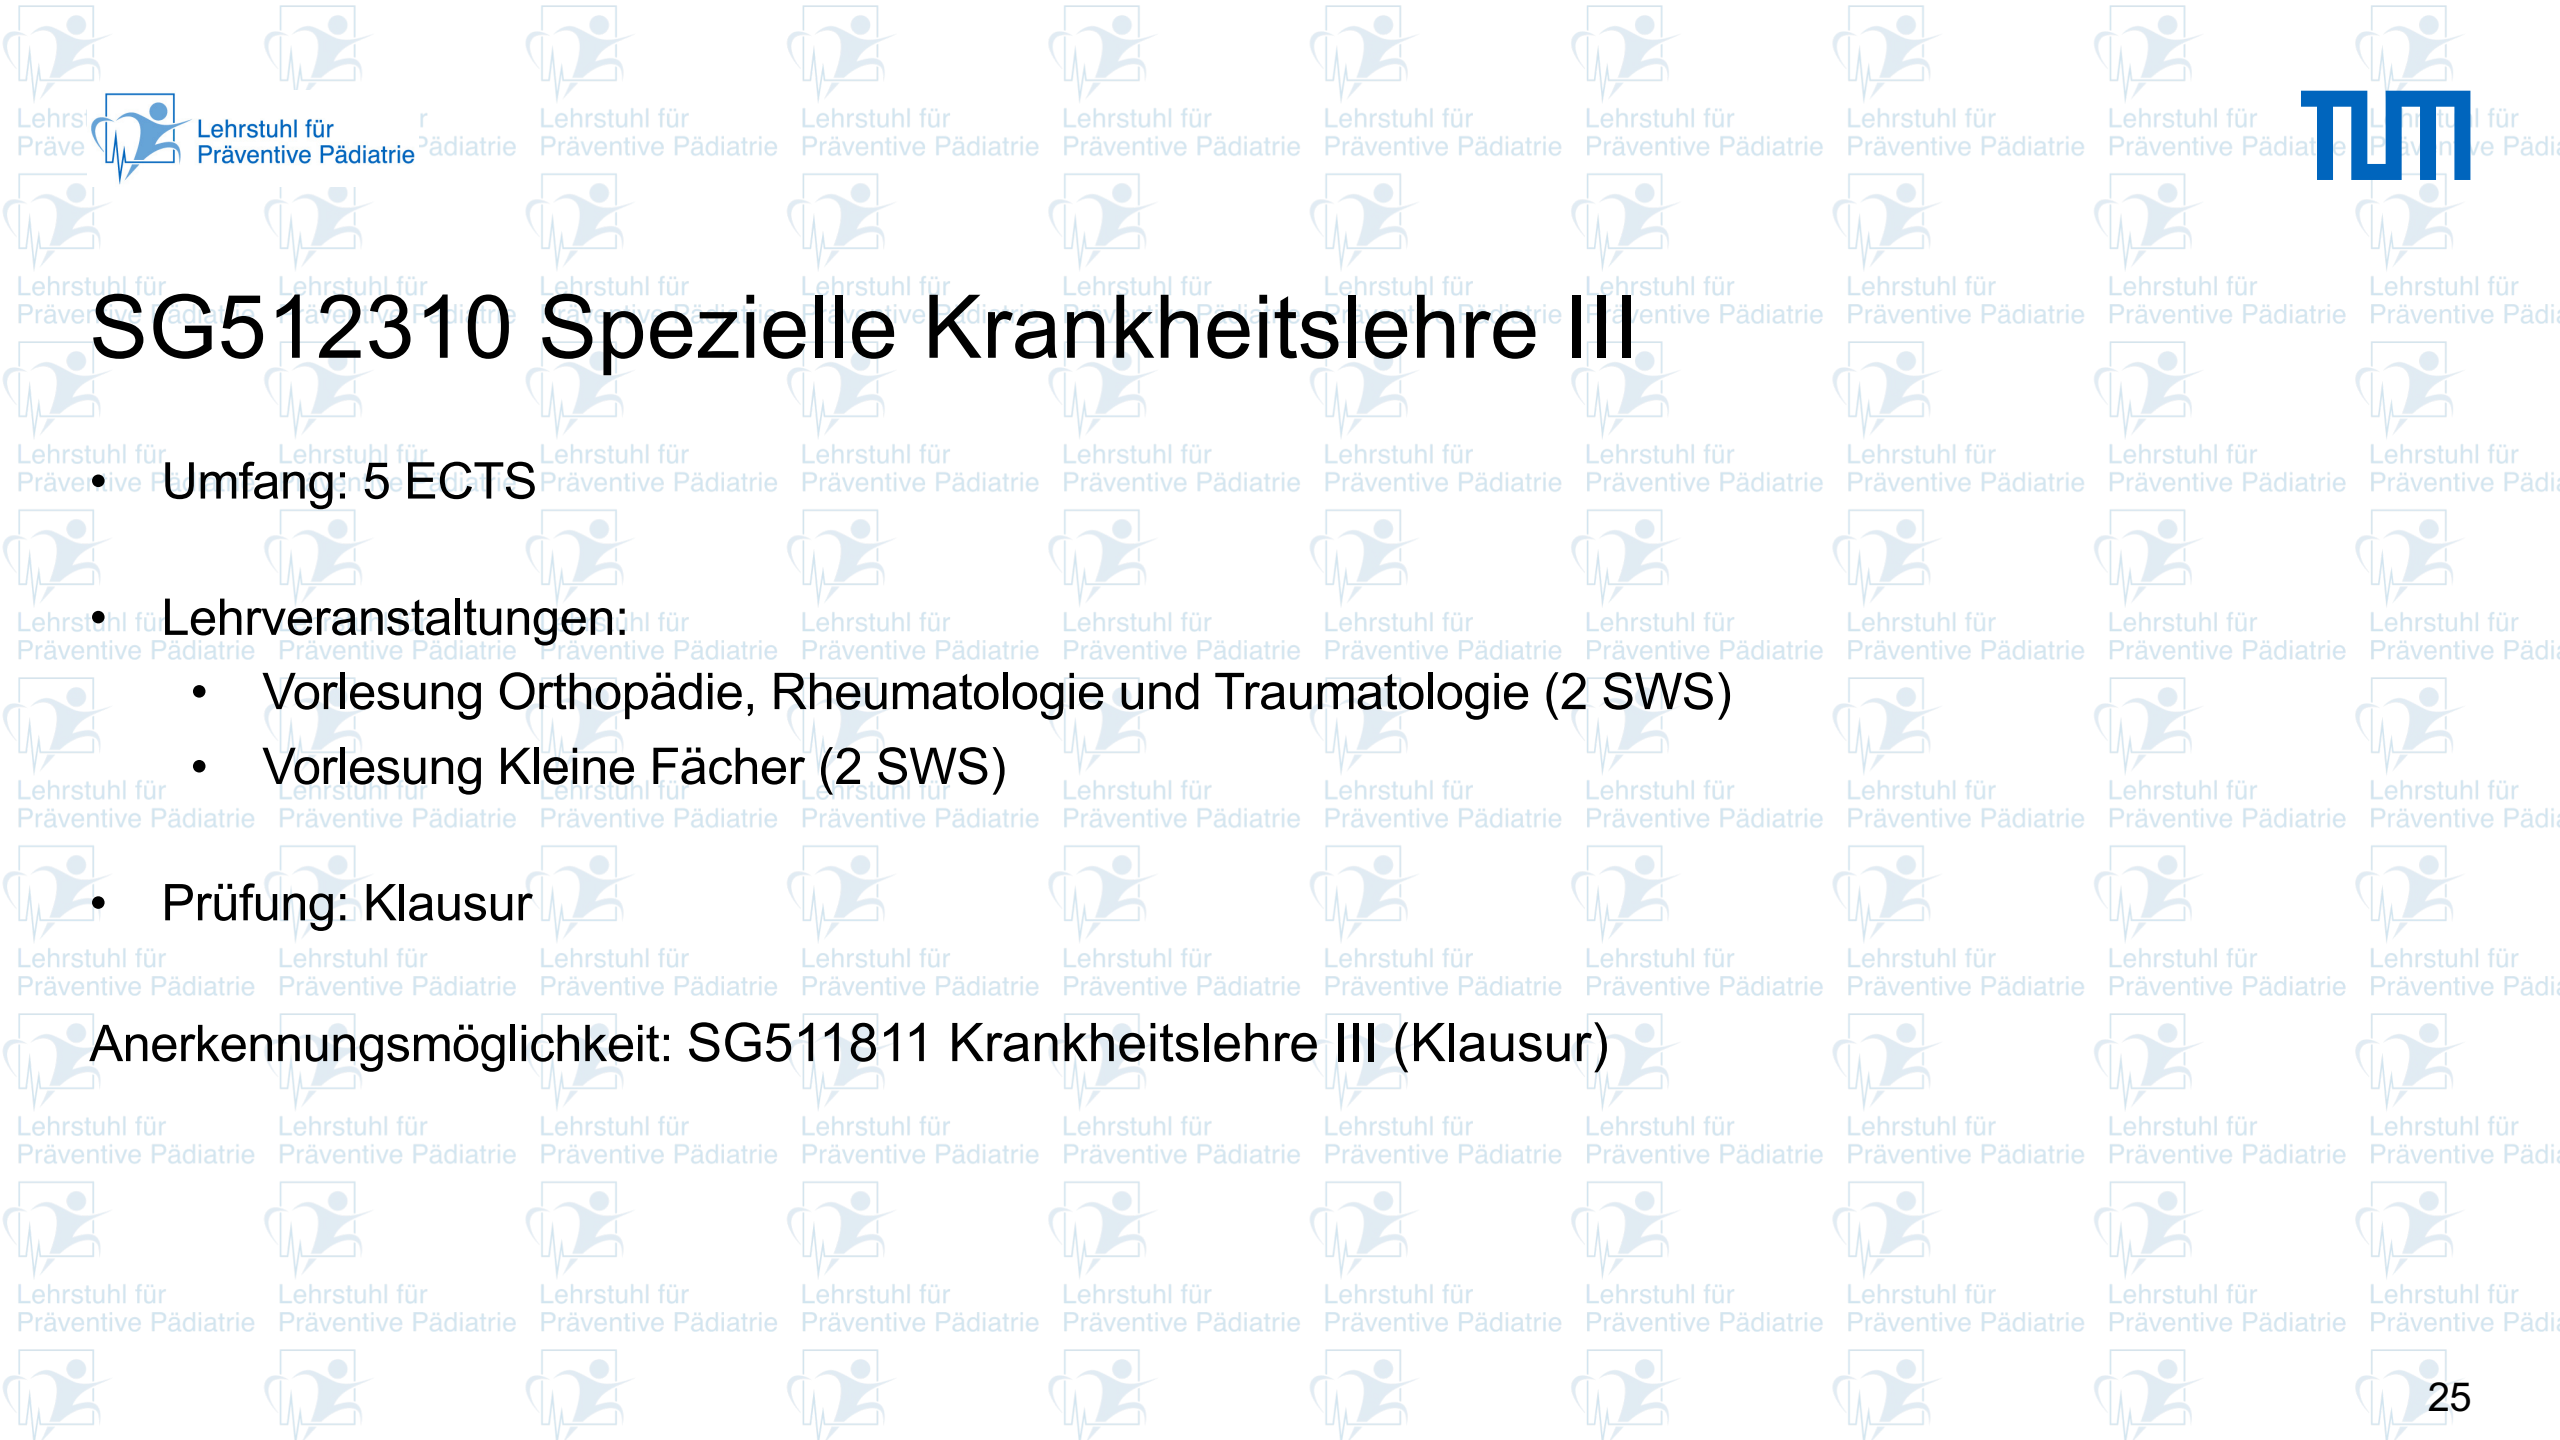 Lehrstuhl für
Präventive Pädiatrie
TUM
SG512310 Spezielle Krankheitslehre III
• Umfang: 5 ECTS
• Lehrveranstaltungen:
• Vorlesung Orthopädie, Rheumatologie und Traumatologie (2 SWS)
• Vorlesung Kleine Fächer (2 SWS)
• Prüfung: Klausur
Anerkennungsmöglichkeit: SG511811 Krankheitslehre III (Klausur)
25